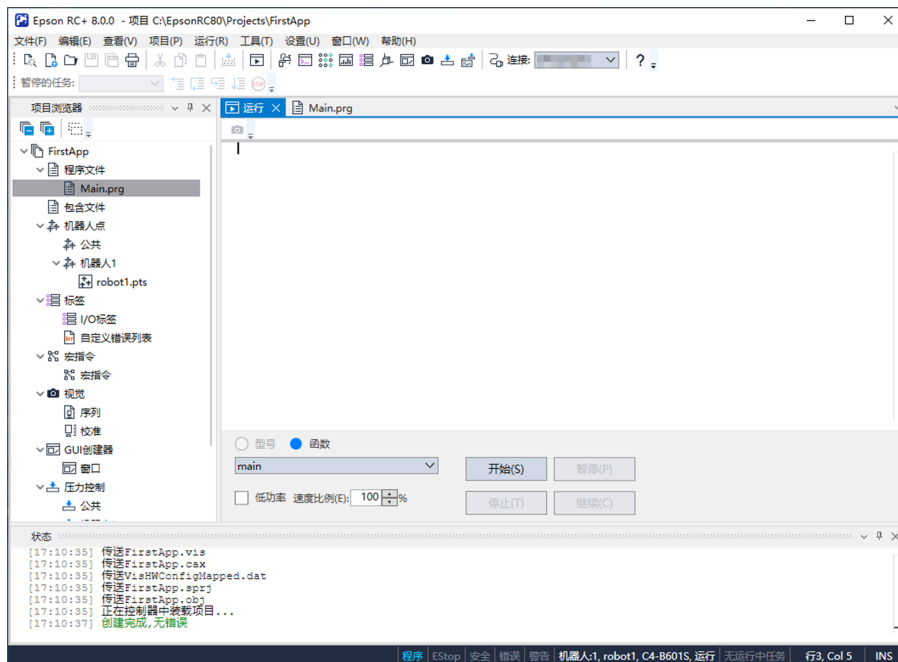 Epson RC+ 8.0.0 - 项目 C:\EpsonRC80\Projects\FirstApp
文件(F) 编辑(E) 查看(V) 项目(P) 运行(R) 工具(T) 设置(U) 窗口(W) 帮助(H)
连接:
暂停的任务:
项目浏览器
运行 Main.prg
FirstApp
程序文件
Main.prg
包含文件
机器人点
公共
机器人1
robot1.pts
标签
I/O标签
自定义错误列表
宏指令
宏指令
视觉
序列
校准
GUI创建器
窗口
压力控制
公共
型号 函数
main
开始(S) 暂停(P)
低功率 速度比例(E): 100 %
停止(T) 继续(C)
状态
[17:10:35] 传送FirstApp.vis
[17:10:35] 传送FirstApp.cax
[17:10:35] 传送VisHWConfigMapped.dat
[17:10:35] 传送FirstApp.sprj
[17:10:35] 传送FirstApp.obj
[17:10:35] 正在控制器中装载项目...
[17:10:37] 创建完成,无错误
程序 EStop 安全 错误 警告 机器人:1, robot1, C4-B601S, 运行 无运行中任务 行3, Col 5 INS